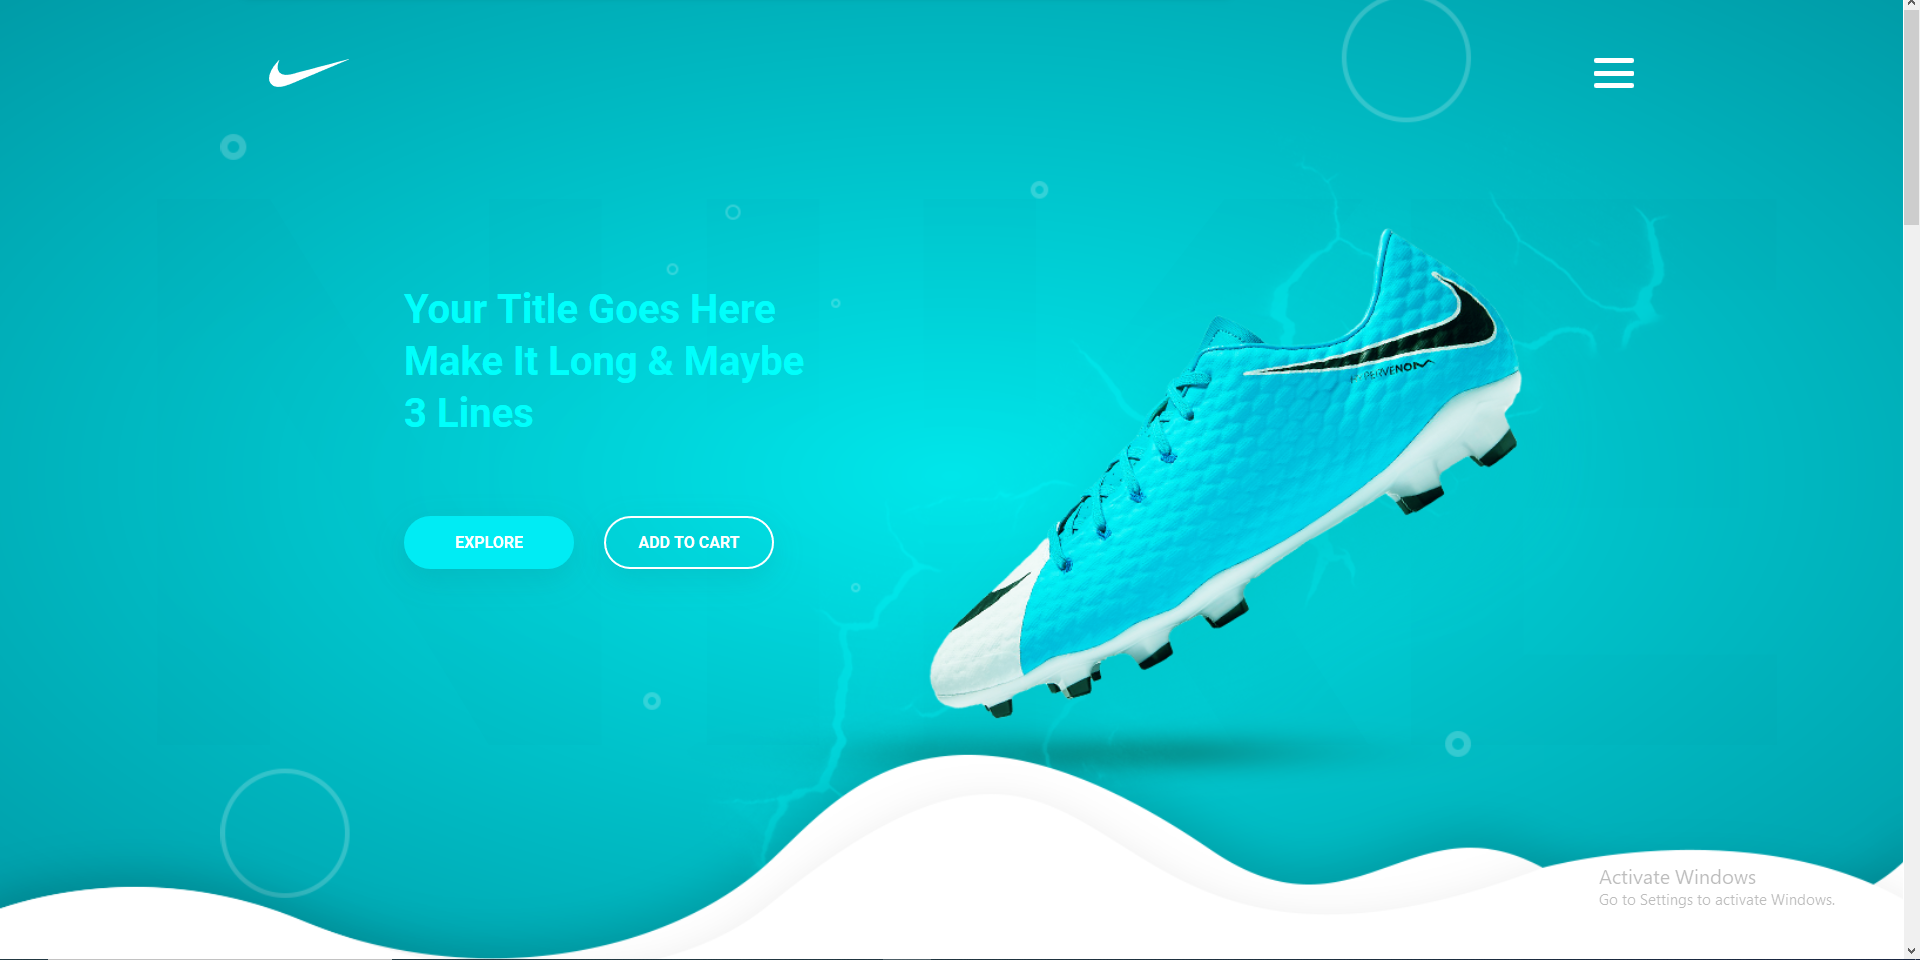 Your Title Goes Here
Make It Long & Maybe
3 Lines
EXPLORE
ADD TO CART
HYPERVENOM
Activate Windows
Go to Settings to activate Windows.